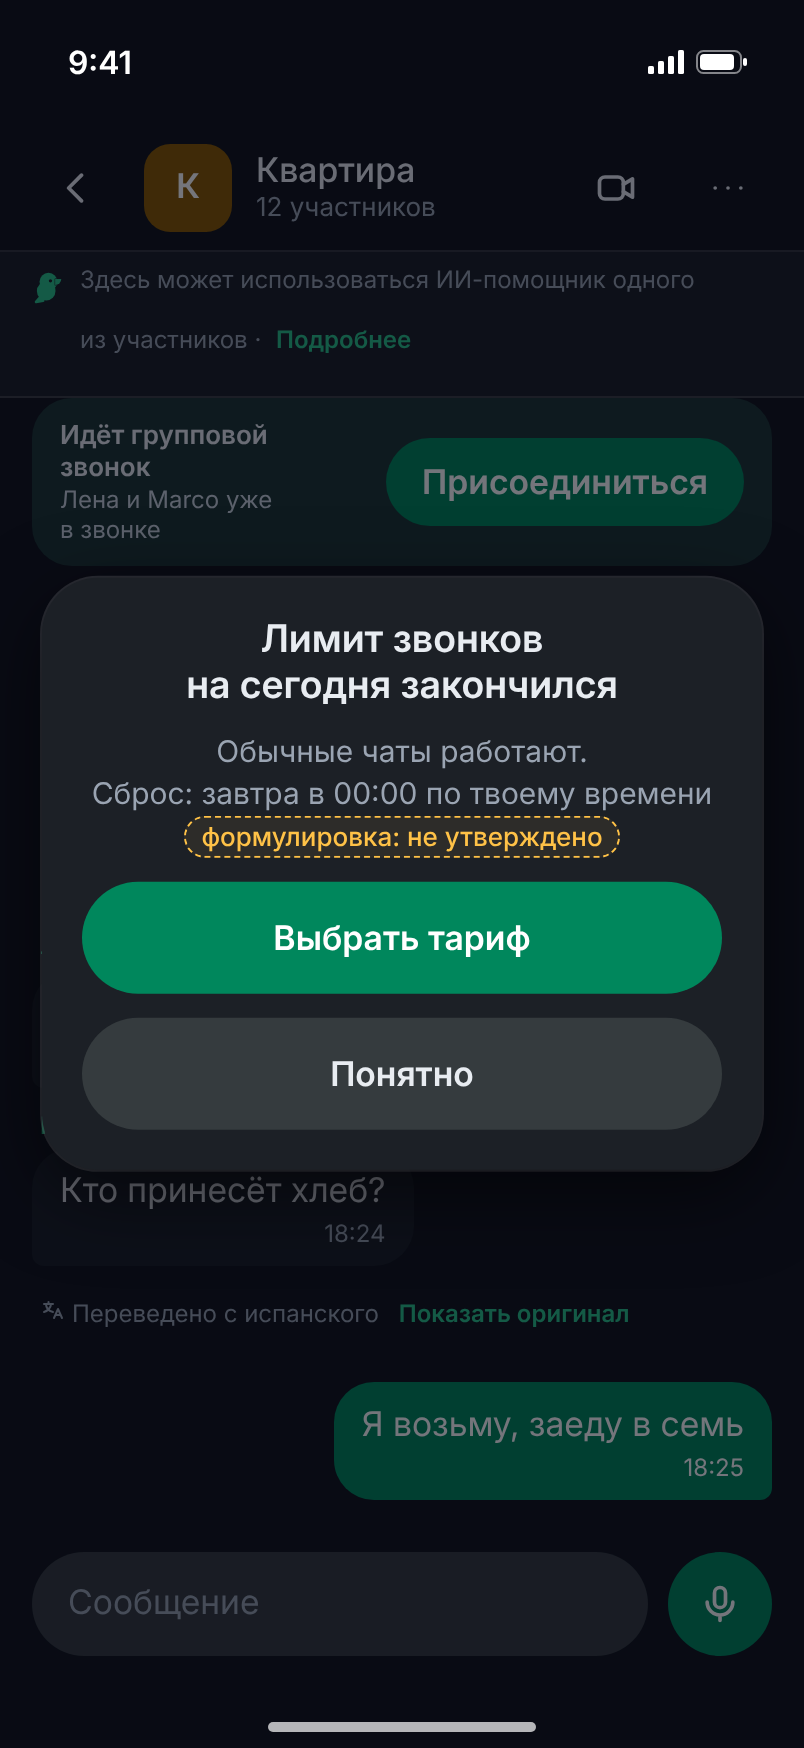 9:41
К
Квартира
12 участников
Здесь может использоваться ИИ-помощник одного
из участников · Подробнее
Идёт групповой
звонок
Лена и Marco уже
в звонке
Присоединиться
Лимит звонков
на сегодня закончился
Обычные чаты работают.
Сброс: завтра в 00:00 по твоему времени
формулировка: не утверждено
Выбрать тариф
Понятно
Кто принесёт хлеб?
18:24
Переведено с испанского Показать оригинал
Я возьму, заеду в семь
18:25
Сообщение